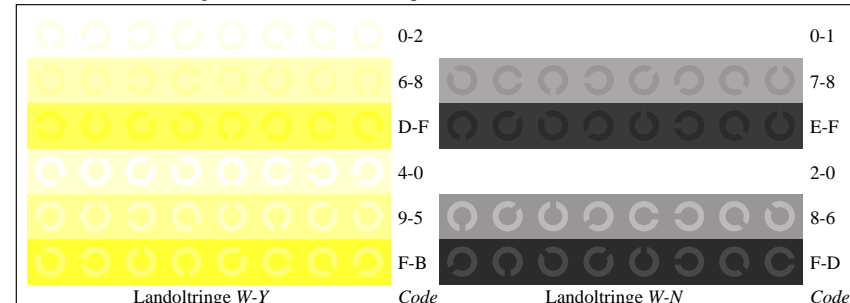 0-2 0-1
6-8 7-8
D-F E-F
4-0 2-0
9-5 8-6
F-B F-D
Landoltringe W-Y Code Landoltringe W-N Code